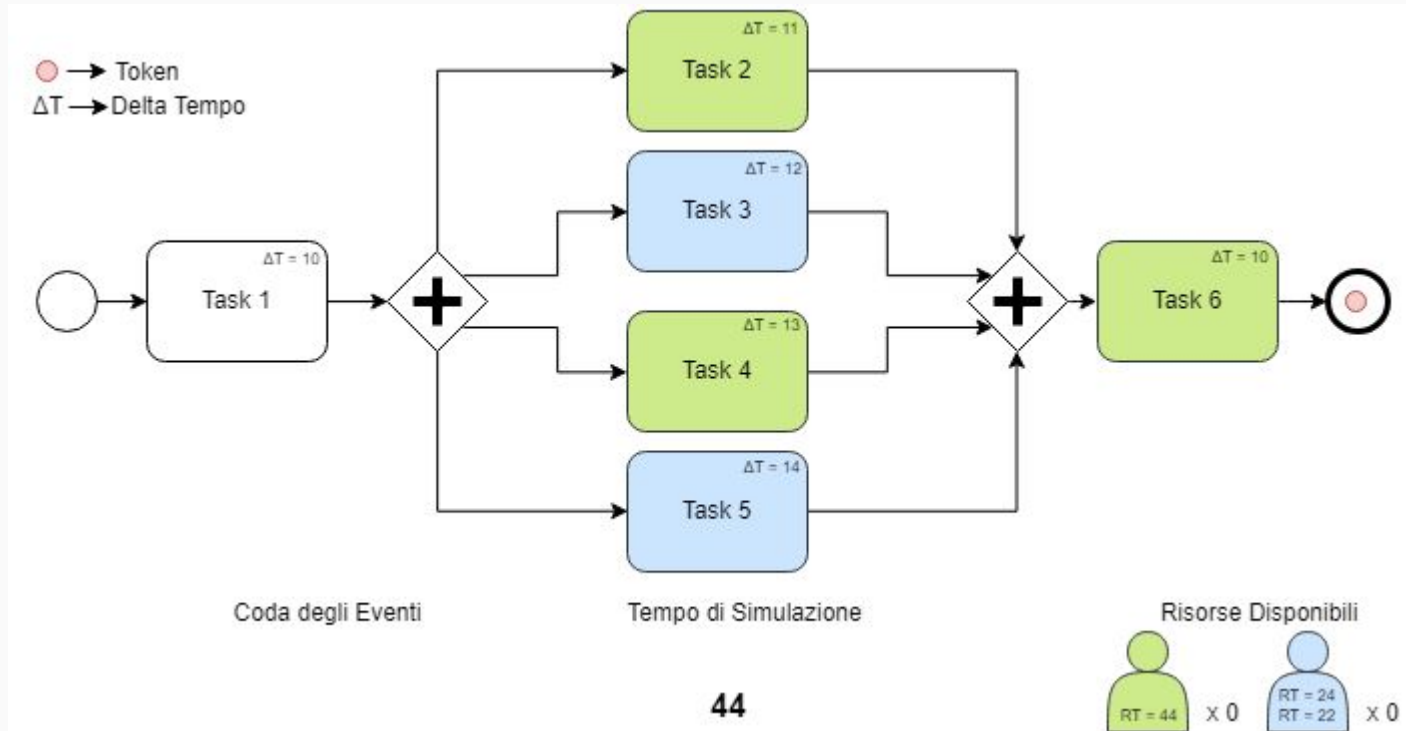 ΔT = 11
Task 2
Token
ΔT Delta Tempo
ΔT = 12
Task 3
ΔT = 10
Task 1
ΔT = 10
Task 6
ΔT = 13
Task 4
ΔT = 14
Task 5
Coda degli Eventi
Tempo di Simulazione
Risorse Disponibili
44
RT = 44
x 0
RT = 24
RT = 22
x 0